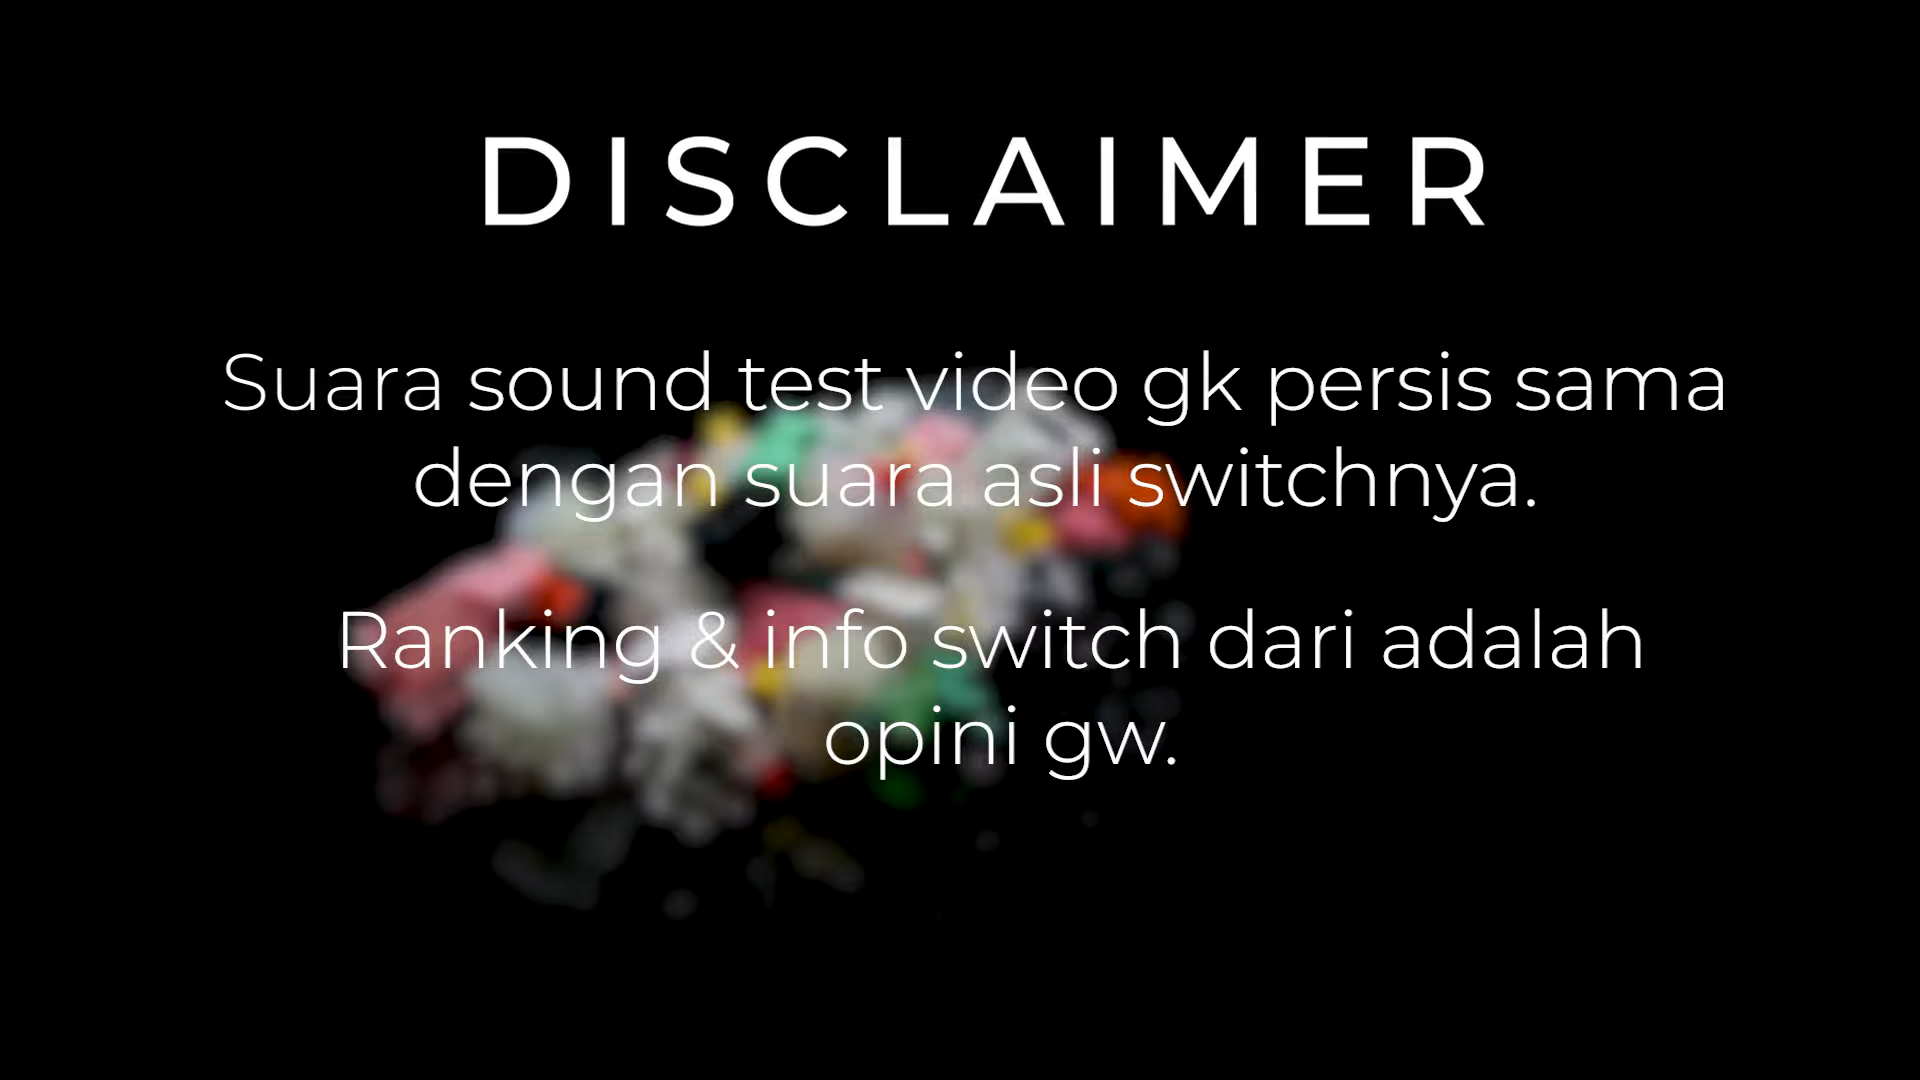 DISCLAIMER
Suara sound test video gk persis sama
dengan suara asli switchnya.
Ranking & info switch dari adalah
opini gw.